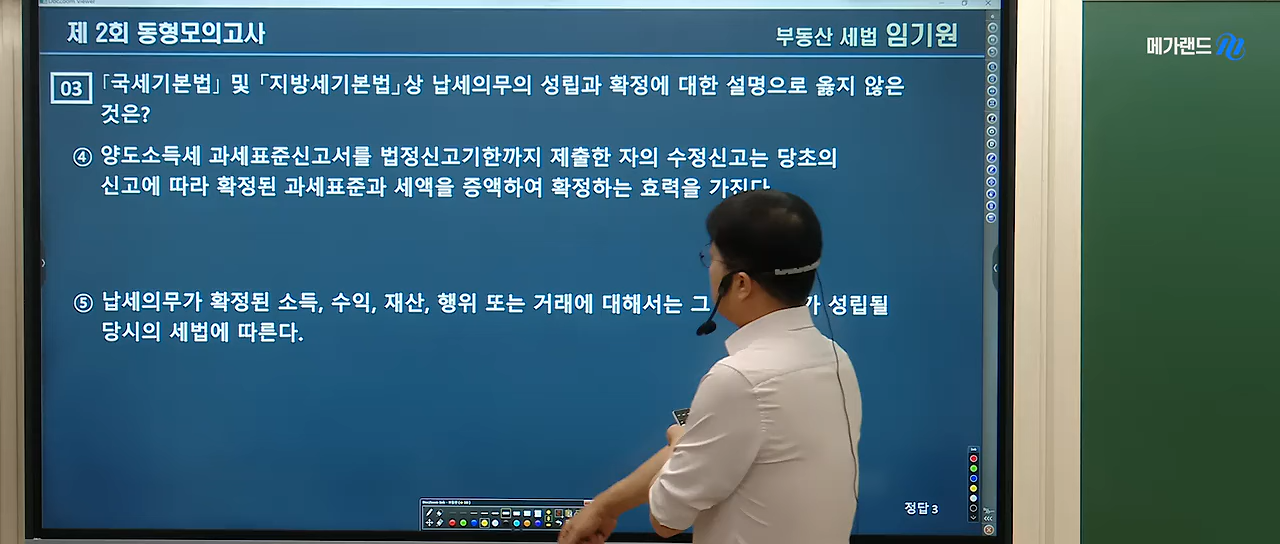 DocZoom Viewer
제 2회 동형모의고사
부동산 세법 임기원
메가랜드
03 「국세기본법」 및 「지방세기본법」상 납세의무의 성립과 확정에 대한 설명으로 옳지 않은
것은?
④ 양도소득세 과세표준신고서를 법정신고기한까지 제출한 자의 수정신고는 당초의
신고에 따라 확정된 과세표준과 세액을 증액하여 확정하는 효력을 가진다
⑤ 납세의무가 확정된 소득, 수익, 재산, 행위 또는 거래에 대해서는 그 가 성립될
당시의 세법에 따른다.
정답 3